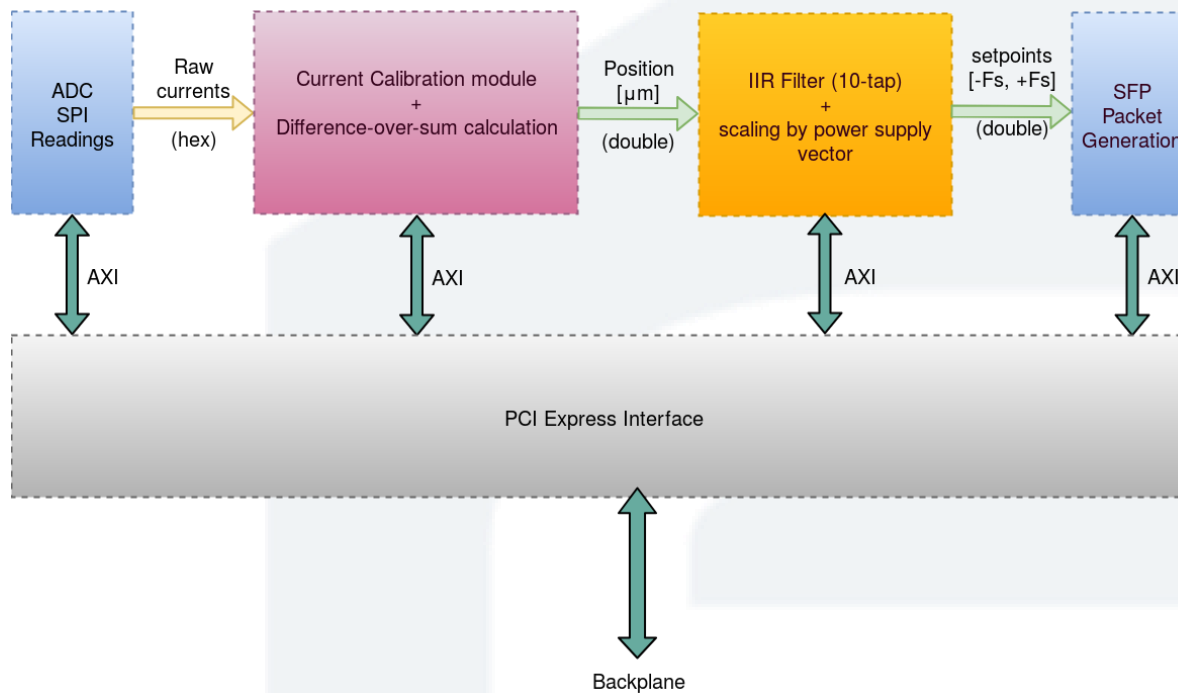 ADC
SPI
Readings
Raw
currents
(hex)
Current Calibration module
+
Difference-over-sum calculation
Position
[µm]
(double)
IIR Filter (10-tap)
+
scaling by power supply
vector
setpoints
[-Fs, +Fs]
(double)
SFP
Packet
Generation
AXI
AXI
AXI
AXI
PCI Express Interface
Backplane